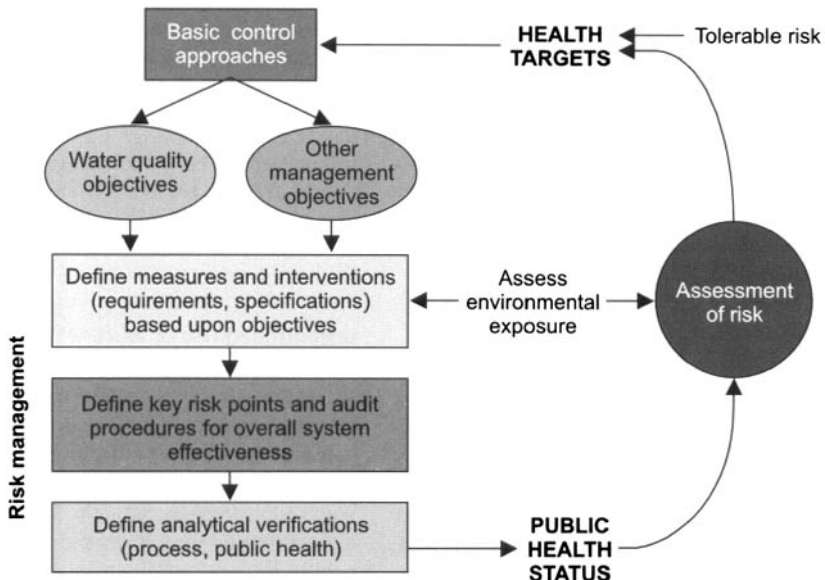 Basic control
approaches
HEALTH
TARGETS
Tolerable risk
Water quality
objectives
Other
management
objectives
Define measures and interventions
(requirements, specifications)
based upon objectives
Assess
environmental
exposure
Assessment
of risk
Risk management
Define key risk points and audit
procedures for overall system
effectiveness
Define analytical verifications
(process, public health)
PUBLIC
HEALTH
STATUS